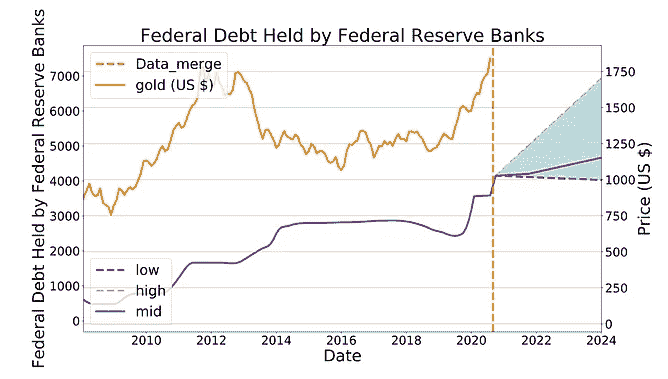 Federal Debt Held by Federal Reserve Banks
Federal Debt Held by Federal Reserve Banks
Data_merge
gold (US $)
7000
6000
5000
4000
3000
2000
1000
0
low
high
mid
1750
1500
1250
1000
750
500
250
0
Price (US $)
2010
2012
2014
2016
2018
2020
2022
2024
Date